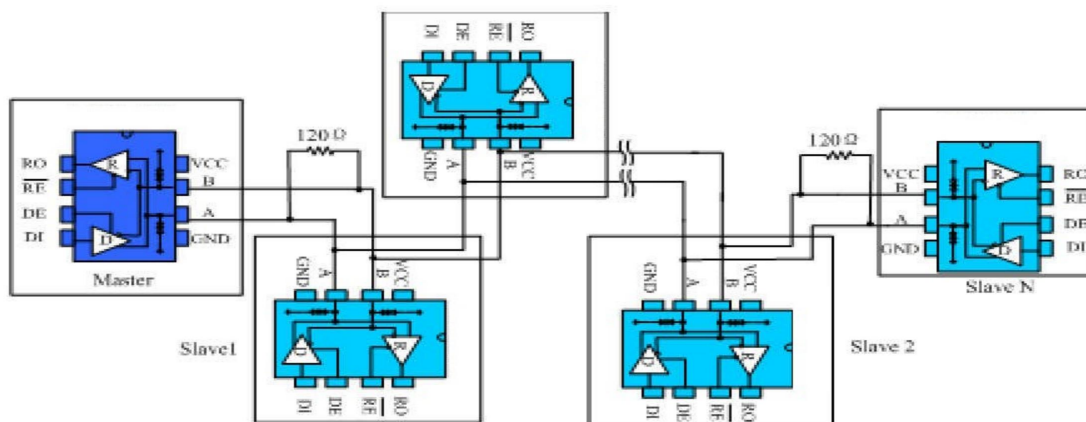 DI DE RE RO
GND A B VCC
120 Ω
RO
RE
DE
DI
VCC
B
A
GND
Master
R
D
D
R
120 Ω
VCC
B
A
GND
RO
RE
DE
DI
R
D
Slave N
GND A B VCC
D
R
DI DE RE RO
Slave1
GND A B VCC
D
R
DI DE RE RO
Slave 2